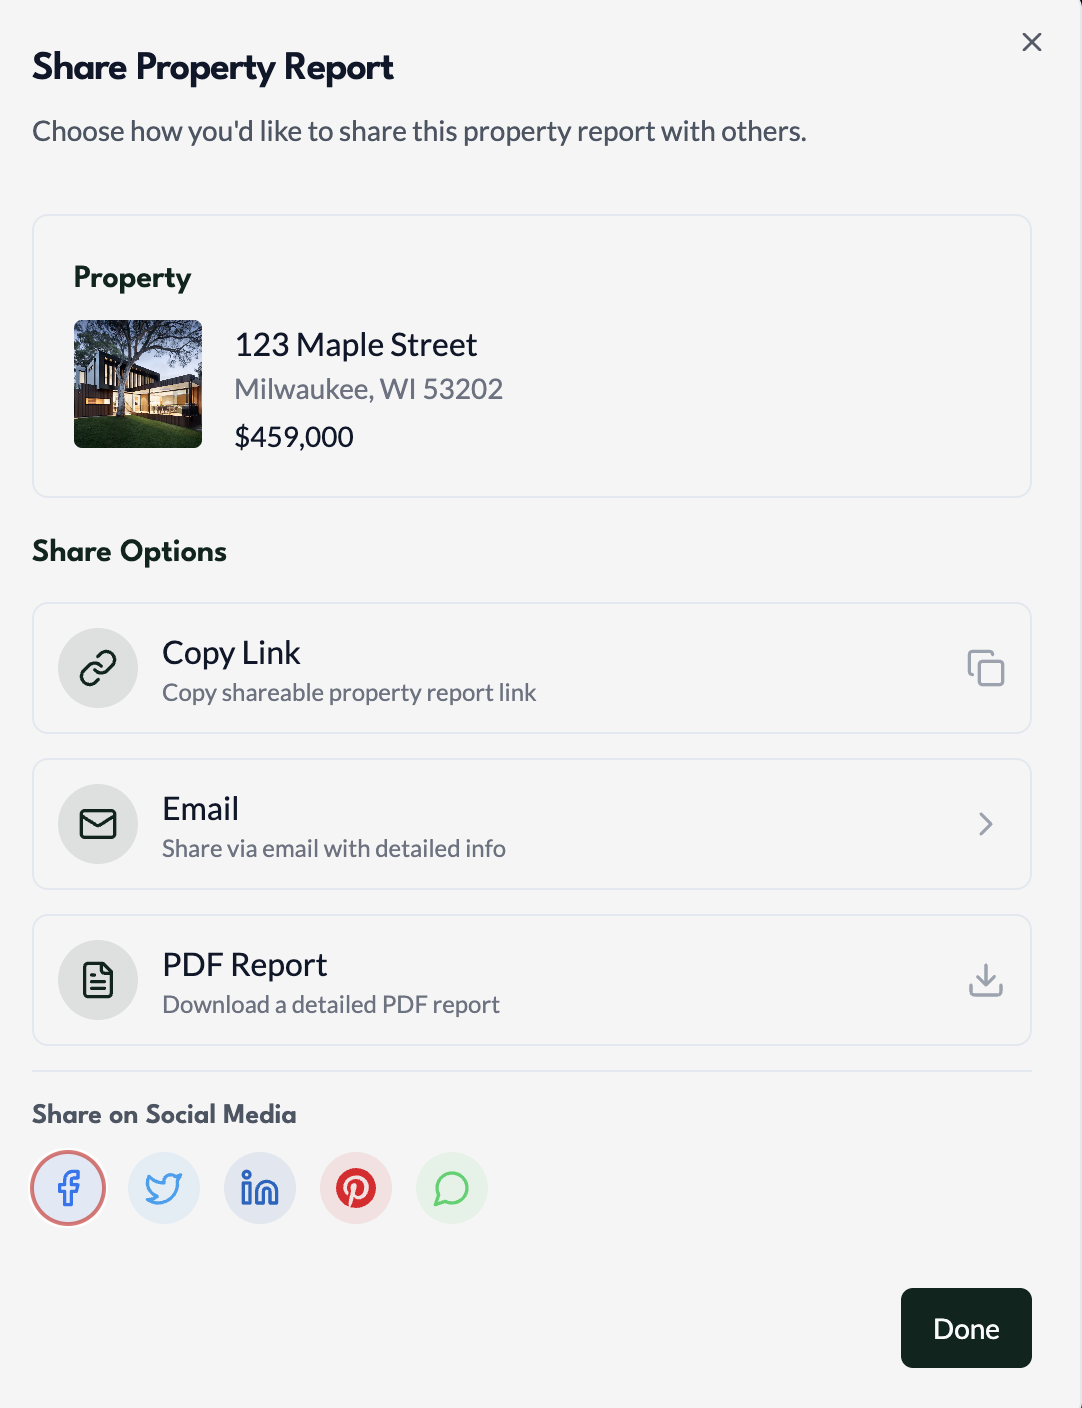 Share Property Report
Choose how you'd like to share this property report with others.
Property
123 Maple Street
Milwaukee, WI 53202
$459,000
Share Options
Copy Link
Copy shareable property report link
Email
Share via email with detailed info
PDF Report
Download a detailed PDF report
Share on Social Media
Done